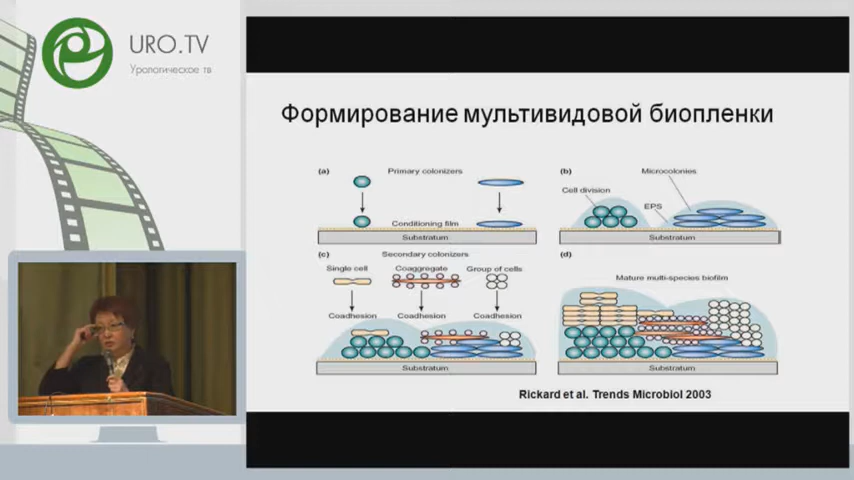 URO.TV
Урологическое тв
Формирование мультивидовой биопленки
(a)
Primary colonizers
Conditioning film
Substratum
(b)
Microcolonies
Cell division
EPS
Substratum
(c)
Secondary colonizers
Single cell
Coaggregate
Group of cells
Coadhesion
Coadhesion
Coadhesion
Substratum
(d)
Mature multi-species biofilm
Substratum
Rickard et al. Trends Microbiol 2003